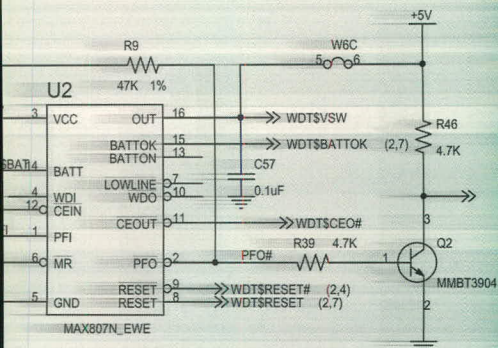 +5V
R9
W6C
5 6
47K 1%
U2
3 VCC OUT 16 WDT$VSW
R46
4.7K
BATTOK 15 WDT$BATTOK (2,7)
BATTON 13
$BAT 14 BATT
C57
0.1uF
LOWLINE 7
4 WDI WDO 10
12 CEIN
CEOUT 11 WDT$CEO#
3
1 PFI
R39 4.7K
Q2
6 MR PFO 2 PFO# 1
MMBT3904
RESET 9 WDT$RESET# (2,4)
5 GND RESET 8 WDT$RESET (2,7)
2
MAX807N_EWE